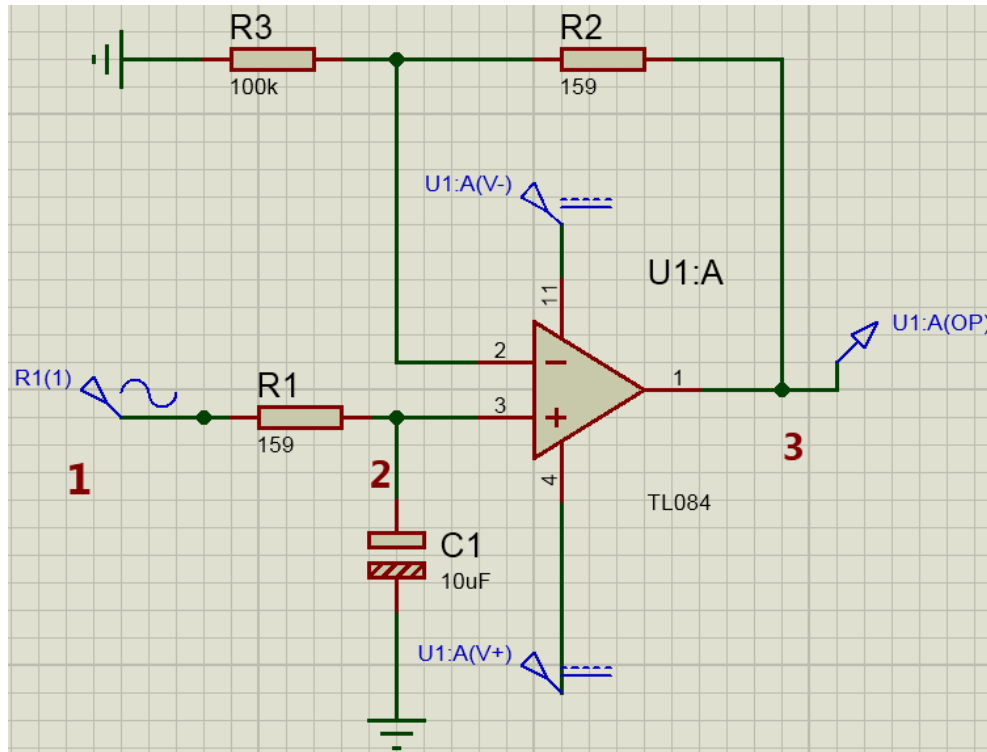 R3
100k
R2
159
U1:A(V-)
U1:A
11
2
1
U1:A(OP)
R1(1)
R1
159
3
1
2
4
3
TL084
C1
10uF
U1:A(V+)